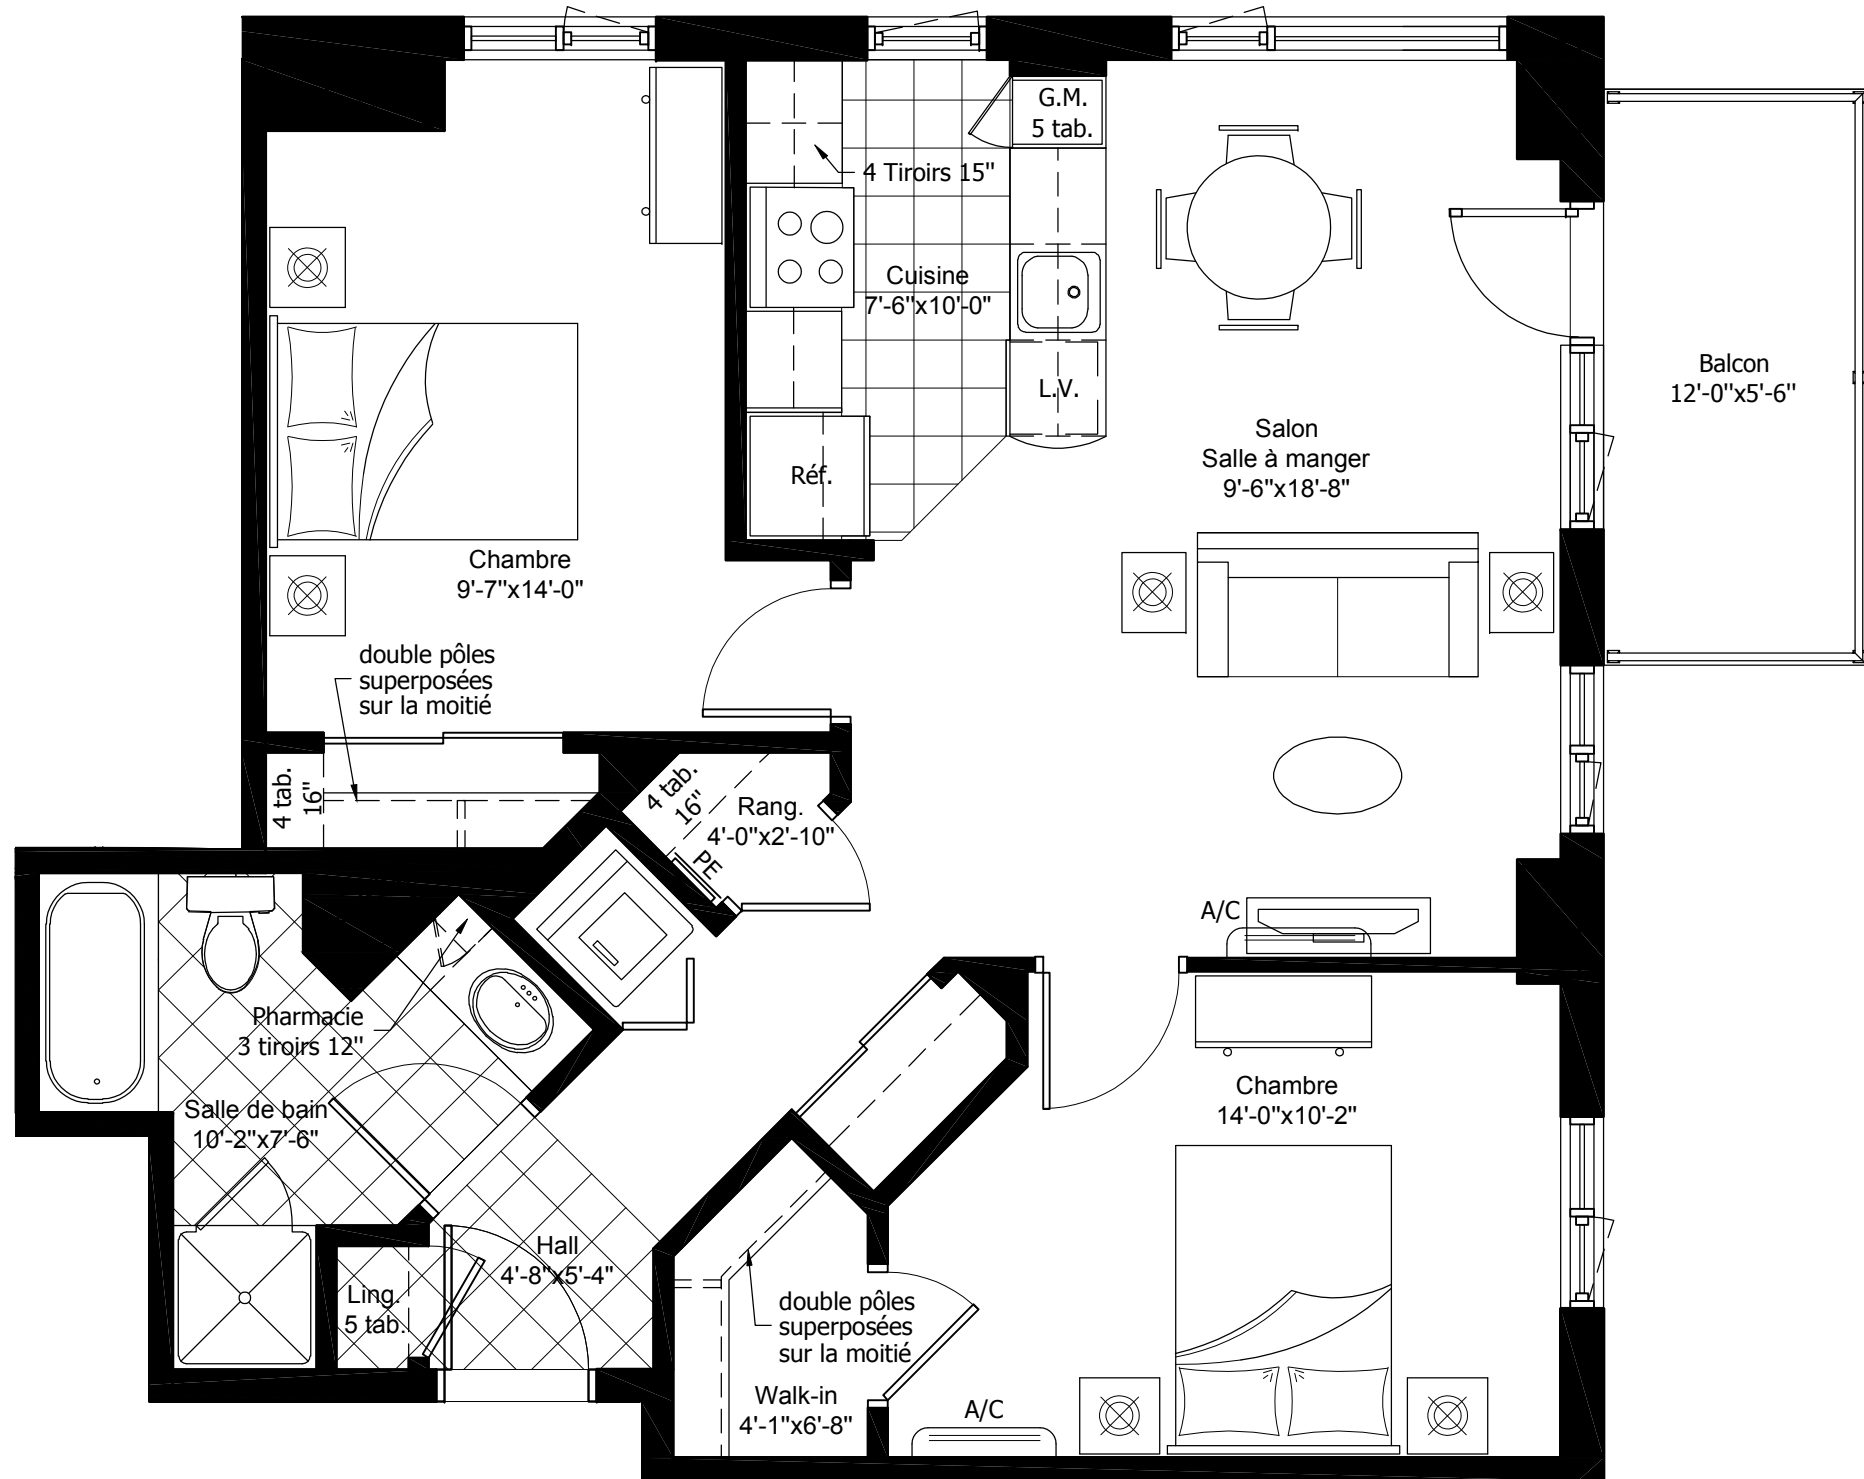 G.M.
5 tab.
4 Tiroirs 15"
Cuisine
7'-6"x10'-0"
L.V.
Réf.
Salon
Salle à manger
9'-6"x18'-8"
Balcon
12'-0"x5'-6"
Chambre
9'-7"x14'-0"
double pôles
superposées
sur la moitié
4 tab.
16"
4 tab.
16"
Rang.
4'-0"x2'-10"
PE
A/C
Pharmacie
3 tiroirs 12"
Salle de bain
10'-2"x7'-6"
Chambre
14'-0"x10'-2"
Hall
4'-8"x5'-4"
Ling.
5 tab.
double pôles
superposées
sur la moitié
Walk-in
4'-1"x6'-8"
A/C